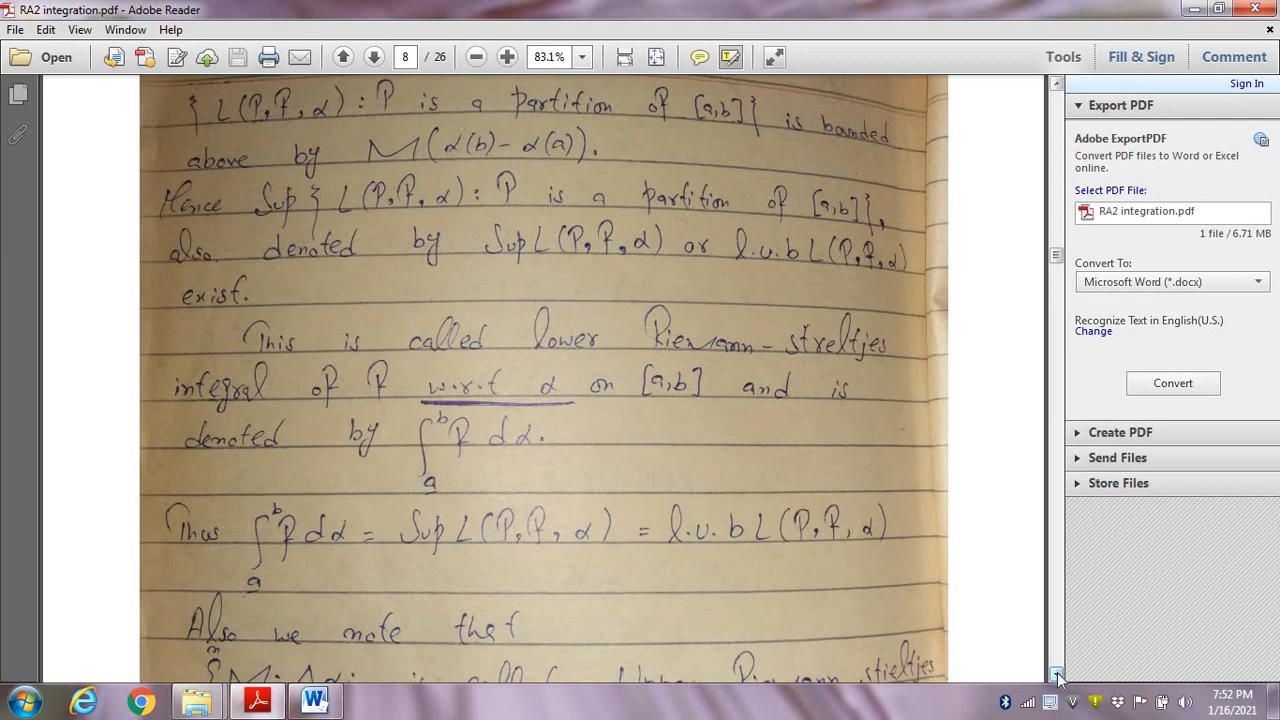 RA2 integration.pdf - Adobe Reader
File Edit View Window Help
Open 8 / 26 83.1% Tools Fill & Sign Comment
Sign In
{ L(P, f, α) : P is a partition of [a,b] } is banded
above by M(α(b) - α(a)).
Hence Sup { L(P, f, α) : P is a partition of [a,b] },
also denoted by Sup L(P, f, α) or l.u.b L(P, f, α)
exist.
This is called lower Riemann-streltjes
integral of f w.r.t α on [a,b] and is
denoted by ∫_a^b f dα.
Thus ∫_a^b f dα = Sup L(P, f, α) = l.u.b L(P, f, α)
Also we note that
is Riemann stieltjes
Export PDF
Adobe ExportPDF
Convert PDF files to Word or Excel
online.
Select PDF File:
RA2 integration.pdf
1 file / 6.71 MB
Convert To:
Microsoft Word (*.docx)
Recognize Text in English(U.S.)
Change
Convert
Create PDF
Send Files
Store Files
7:52 PM
1/16/2021